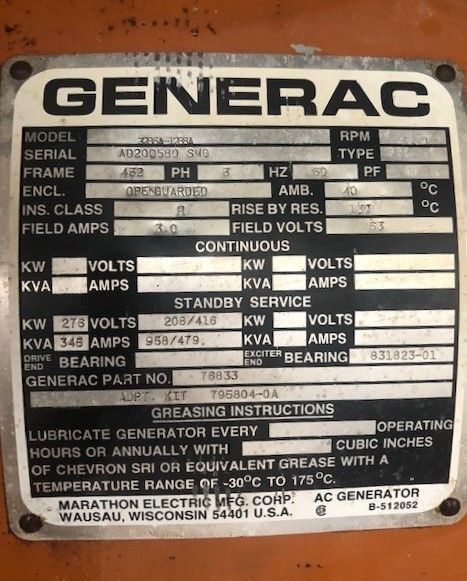 GENERAC
MODEL RPM
SERIAL AD200580 SMG TYPE
FRAME 432 PH 3 HZ 60 PF
ENCL. OPEN GUARDED AMB. 40 °C
INS. CLASS RISE BY RES. 130 °C
FIELD AMPS 3.0 FIELD VOLTS 63
CONTINUOUS
KW VOLTS KW VOLTS
KVA AMPS KVA AMPS
STANDBY SERVICE
KW 276 VOLTS 208/416 KW VOLTS
KVA 345 AMPS 958/479 KVA AMPS
DRIVE END BEARING EXCITER END BEARING 831823-01
GENERAC PART NO. 76833
ADPT. KIT 795804-0A
GREASING INSTRUCTIONS
LUBRICATE GENERATOR EVERY OPERATING
HOURS OR ANNUALLY WITH CUBIC INCHES
OF CHEVRON SRI OR EQUIVALENT GREASE WITH A
TEMPERATURE RANGE OF -30°C TO 175°C.
MARATHON ELECTRIC MFG. CORP. AC GENERATOR
WAUSAU, WISCONSIN 54401 U.S.A. B-512052